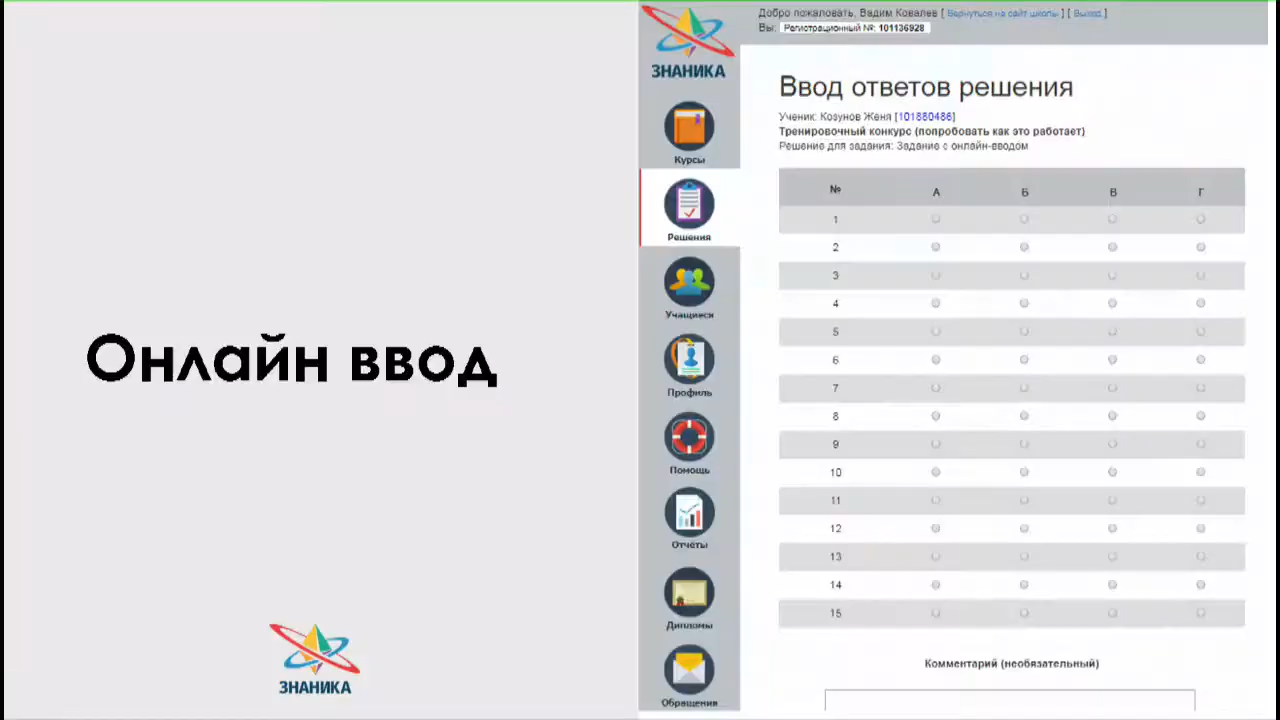 Онлайн ввод
ЗНАНИКА
ЗНАНИКА
Курсы
Решения
Учащиеся
Профиль
Помощь
Отчеты
Дипломы
Обращения
Добро пожаловать, Вадим Ковалев [ Вернуться на сайт школы ] [ Выход ]
Вы: Регистрационный №: 101136928
Ввод ответов решения
Ученик: Козунов Женя [101880486]
Тренировочный конкурс (попробовать как это работает)
Решение для задания: Задание с онлайн-вводом
№ А Б В Г
1
2
3
4
5
6
7
8
9
10
11
12
13
14
15
Комментарий (необязательный)